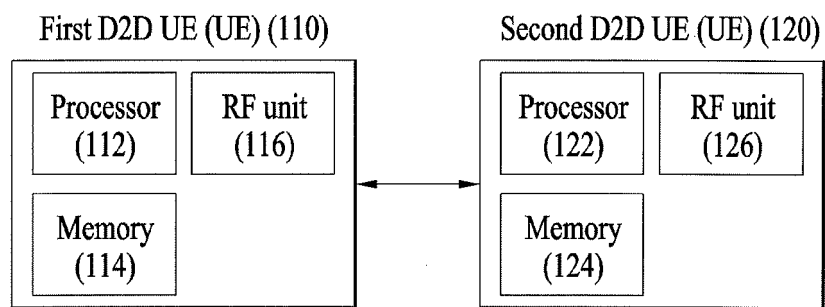 First D2D UE (UE) (110)
Processor
(112)
RF unit
(116)
Memory
(114)
Second D2D UE (UE) (120)
Processor
(122)
RF unit
(126)
Memory
(124)